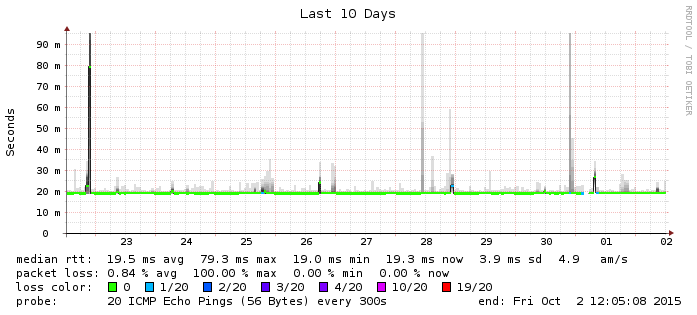 Last 10 Days
RRDTOOL / TOBI OETIKER
Seconds
90 m
80 m
70 m
60 m
50 m
40 m
30 m
20 m
10 m
0
23 24 25 26 27 28 29 30 01 02
median rtt: 19.5 ms avg 79.3 ms max 19.0 ms min 19.3 ms now 3.9 ms sd 4.9 am/s
packet loss: 0.84 % avg 100.00 % max 0.00 % min 0.00 % now
loss color: 0 1/20 2/20 3/20 4/20 10/20 19/20
probe: 20 ICMP Echo Pings (56 Bytes) every 300s end: Fri Oct 2 12:05:08 2015